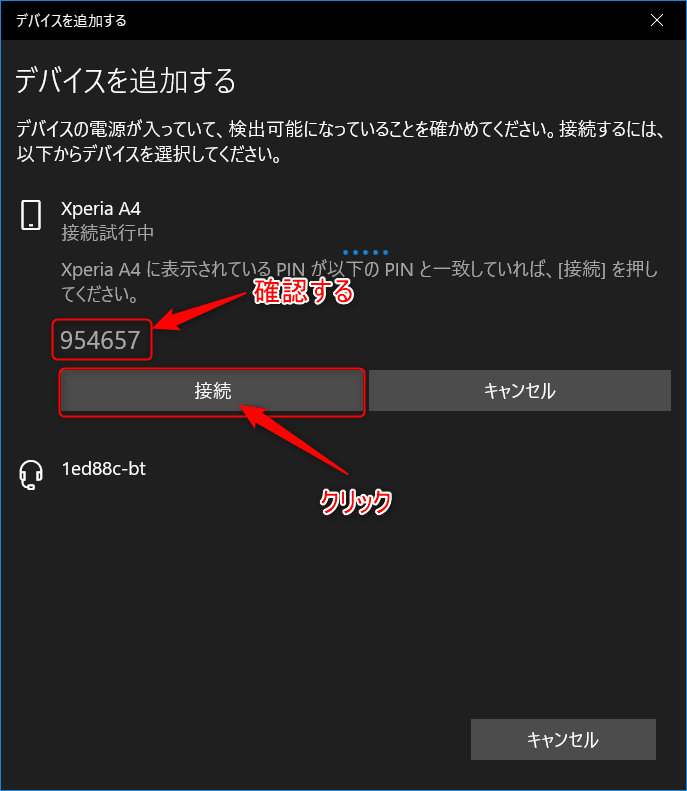 デバイスを追加する
デバイスを追加する
デバイスの電源が入っていて、検出可能になっていることを確かめてください。接続するには、
以下からデバイスを選択してください。
Xperia A4
接続試行中
Xperia A4 に表示されている PIN が以下の PIN と一致していれば、[接続] を押し
てください。
確認する
954657
接続
キャンセル
1ed88c-bt
クリック
キャンセル